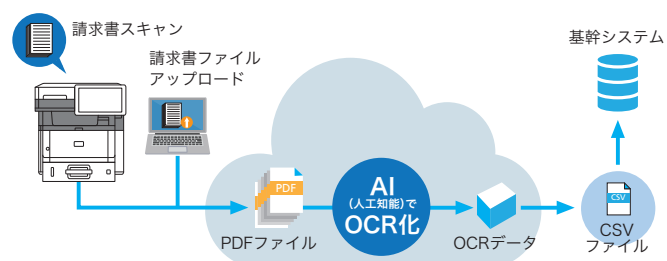 請求書スキャン
請求書ファイル
アップロード
基幹システム
PDF
AI
(人工知能)で
OCR化
CSV
PDFファイル
OCRデータ
CSV
ファイル